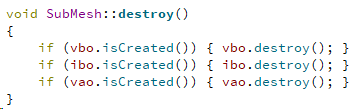 void SubMesh::destroy()
{
    if (vbo.isCreated()) { vbo.destroy(); }
    if (ibo.isCreated()) { ibo.destroy(); }
    if (vao.isCreated()) { vao.destroy(); }
}